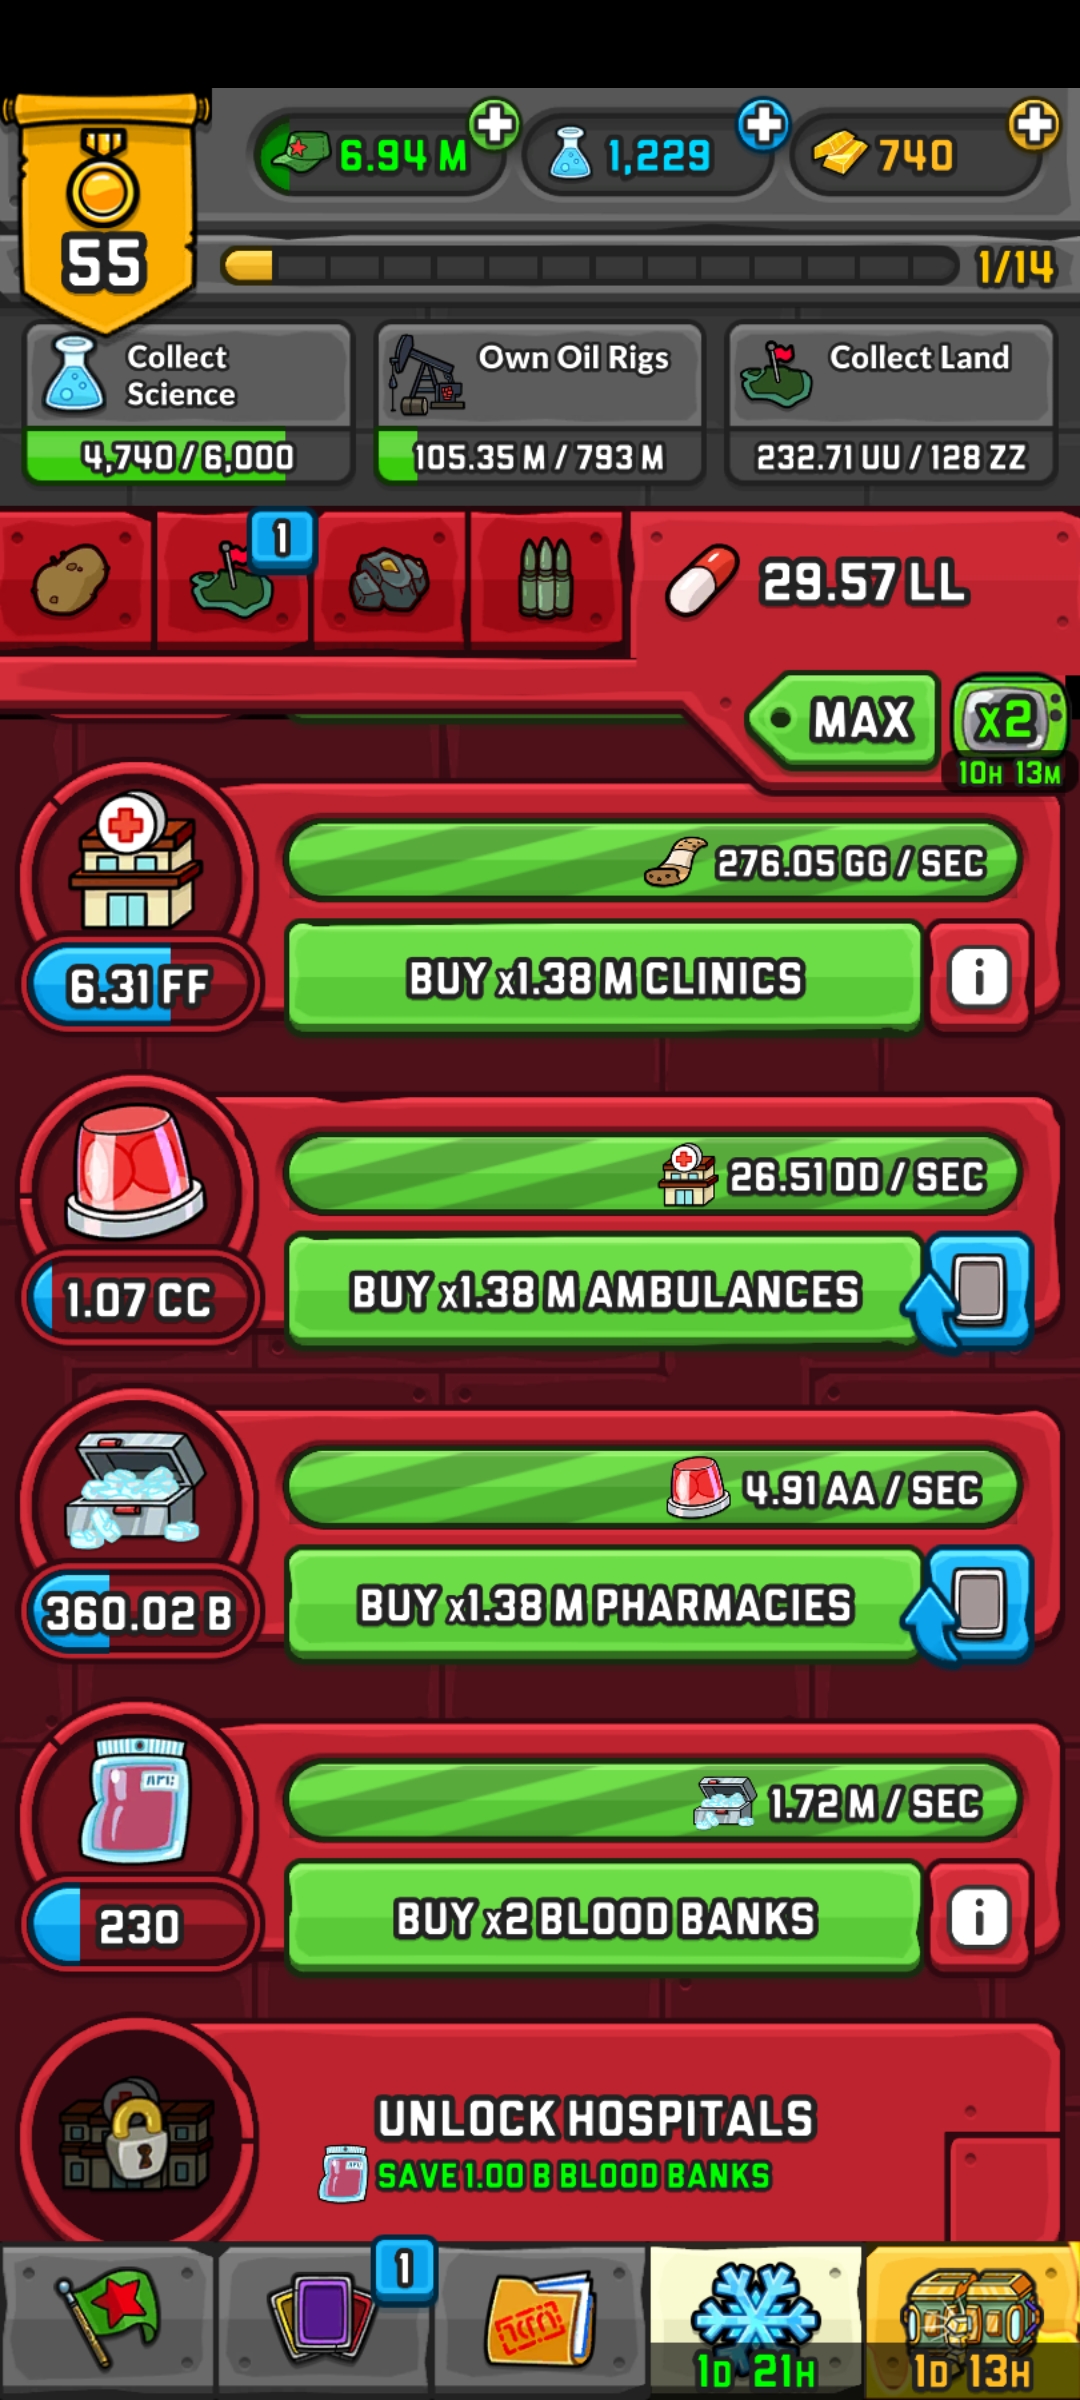 55
6.94 M
1,229
740
1/14
Collect
Science
4,740 / 6,000
Own Oil Rigs
105.35 M / 793 M
Collect Land
232.71 UU / 128 ZZ
1
29.57 LL
MAX
x2
10H 13M
276.05 GG / SEC
6.31 FF
BUY x1.38 M CLINICS
i
26.51 DD / SEC
1.07 CC
BUY x1.38 M AMBULANCES
4.91 AA / SEC
360.02 B
BUY x1.38 M PHARMACIES
1.72 M / SEC
230
BUY x2 BLOOD BANKS
i
UNLOCK HOSPITALS
SAVE 1.00 B BLOOD BANKS
1
1D 21H
1D 13H